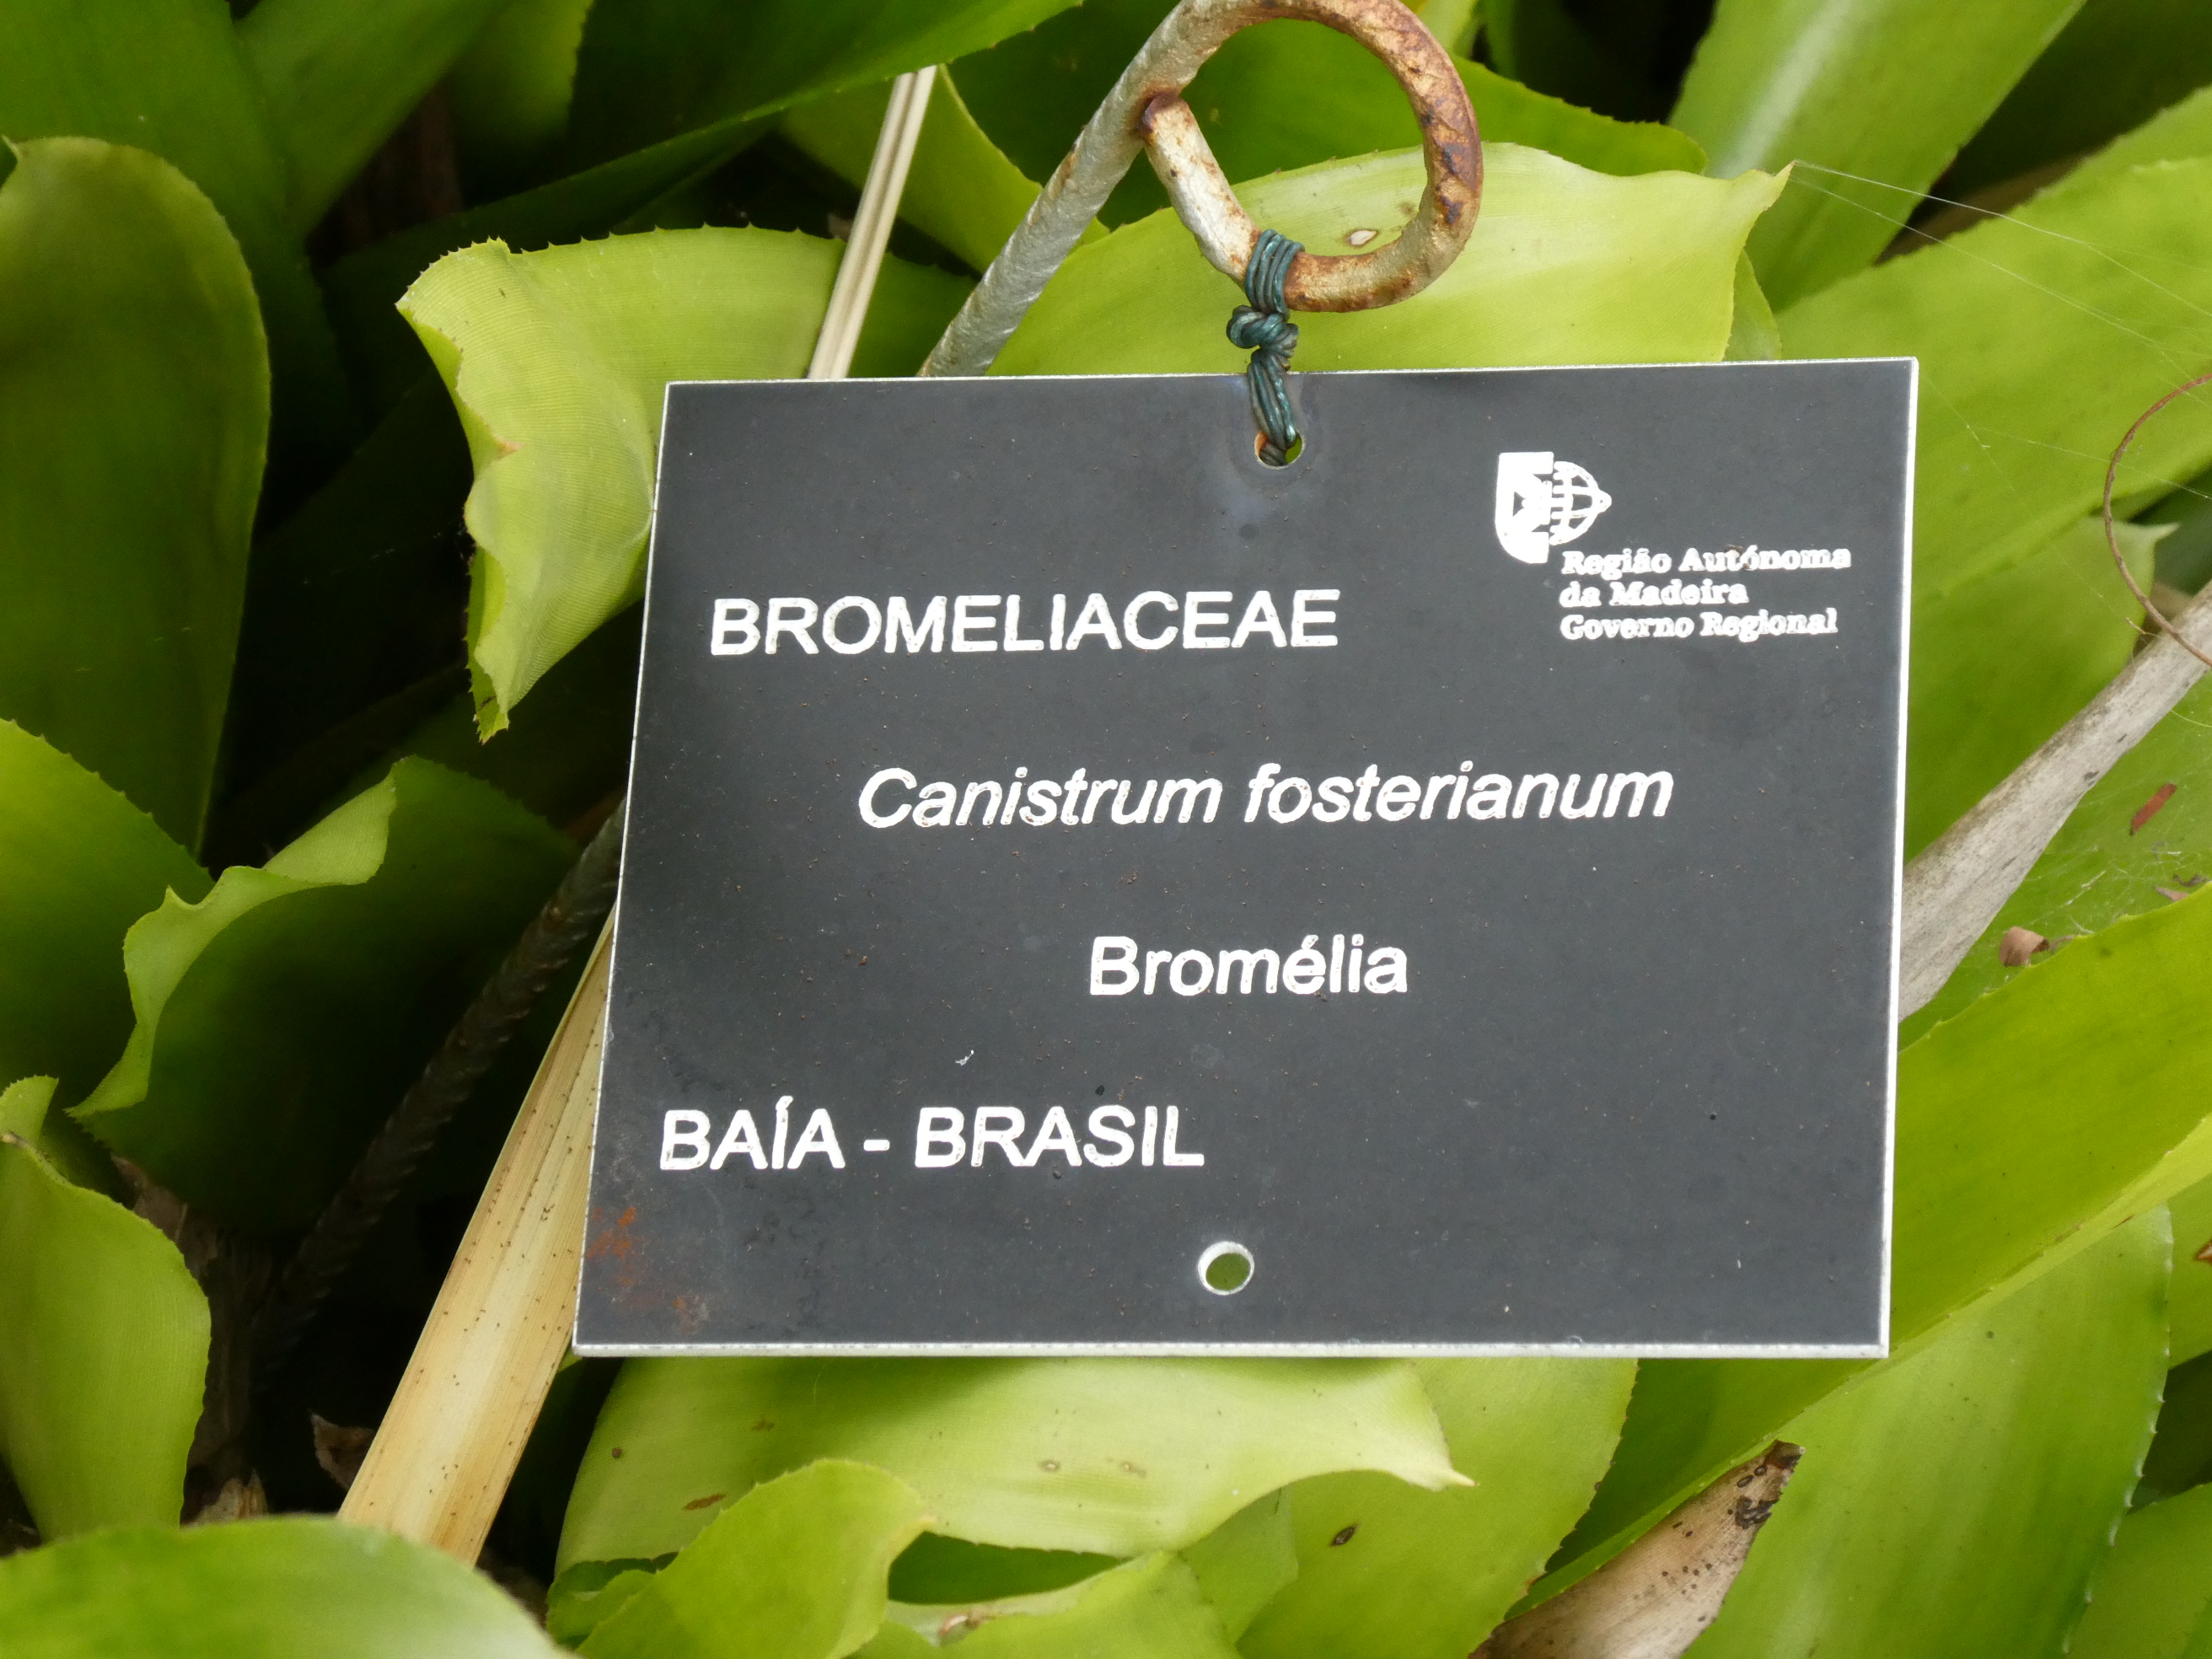 Região Autónoma
da Madeira
Governo Regional
BROMELIACEAE
Canistrum fosterianum
Bromélia
BAÍA - BRASIL